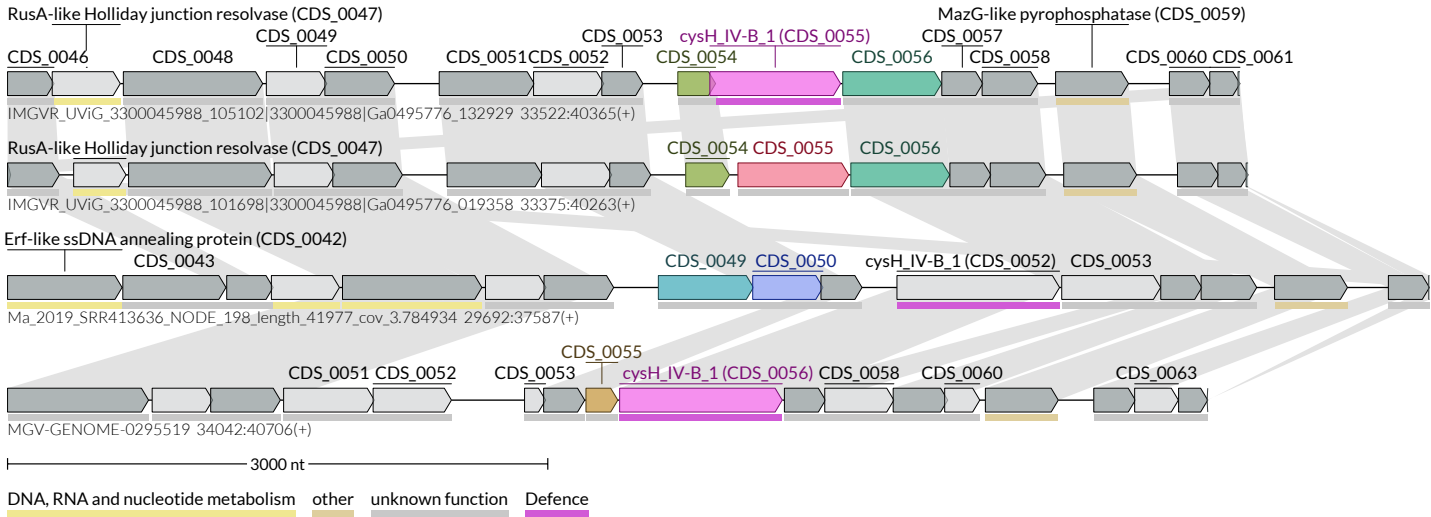 RusA-like Holliday junction resolvase (CDS_0047) MazG-like pyrophosphatase (CDS_0059)
CDS_0049 CDS_0053 cysH_IV-B_1 (CDS_0055) CDS_0057
CDS_0046 CDS_0048 CDS_0050 CDS_0051 CDS_0052 CDS_0054 CDS_0056 CDS_0058 CDS_0060 CDS_0061
IMGVR_UViG_3300045988_105102|3300045988|Ga0495776_132929 33522:40365(+)
RusA-like Holliday junction resolvase (CDS_0047) CDS_0054 CDS_0055 CDS_0056
IMGVR_UViG_3300045988_101698|3300045988|Ga0495776_019358 33375:40263(+)
Erf-like ssDNA annealing protein (CDS_0042)
CDS_0043 CDS_0049 CDS_0050 cysH_IV-B_1 (CDS_0052) CDS_0053
Ma_2019_SRR413636_NODE_198_length_41977_cov_3.784934 29692:37587(+)
CDS_0055
CDS_0051 CDS_0052 CDS_0053 cysH_IV-B_1 (CDS_0056) CDS_0058 CDS_0060 CDS_0063
MGV-GENOME-0295519 34042:40706(+)
3000 nt
DNA, RNA and nucleotide metabolism other unknown function Defence